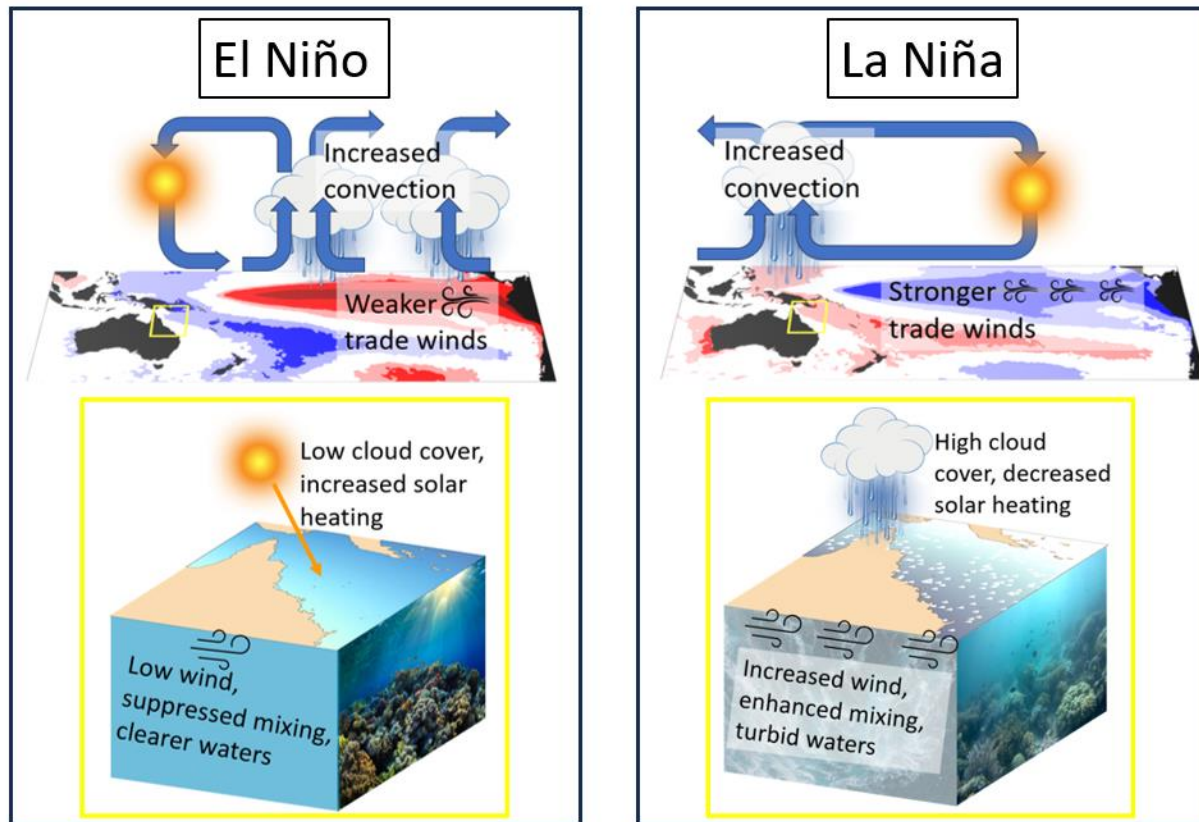 El Niño
Increased
convection
Weaker
trade winds
Low cloud cover,
increased solar
heating
Low wind,
suppressed mixing,
clearer waters
La Niña
Increased
convection
Stronger
trade winds
High cloud
cover, decreased
solar heating
Increased wind,
enhanced mixing,
turbid waters